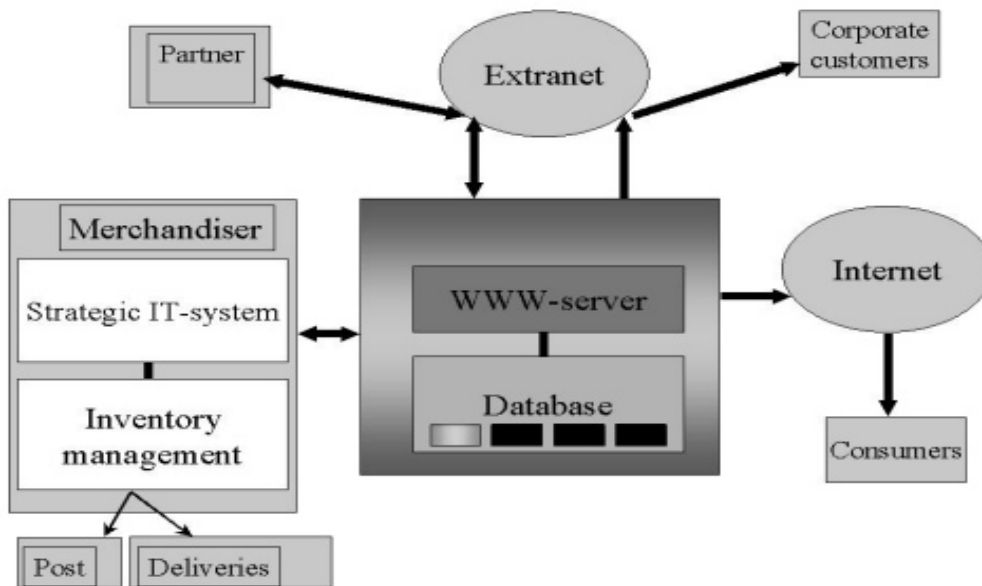 Partner
Extranet
Corporate
customers
Merchandiser
Strategic IT-system
Inventory
management
WWW-server
Database
Internet
Consumers
Post
Deliveries